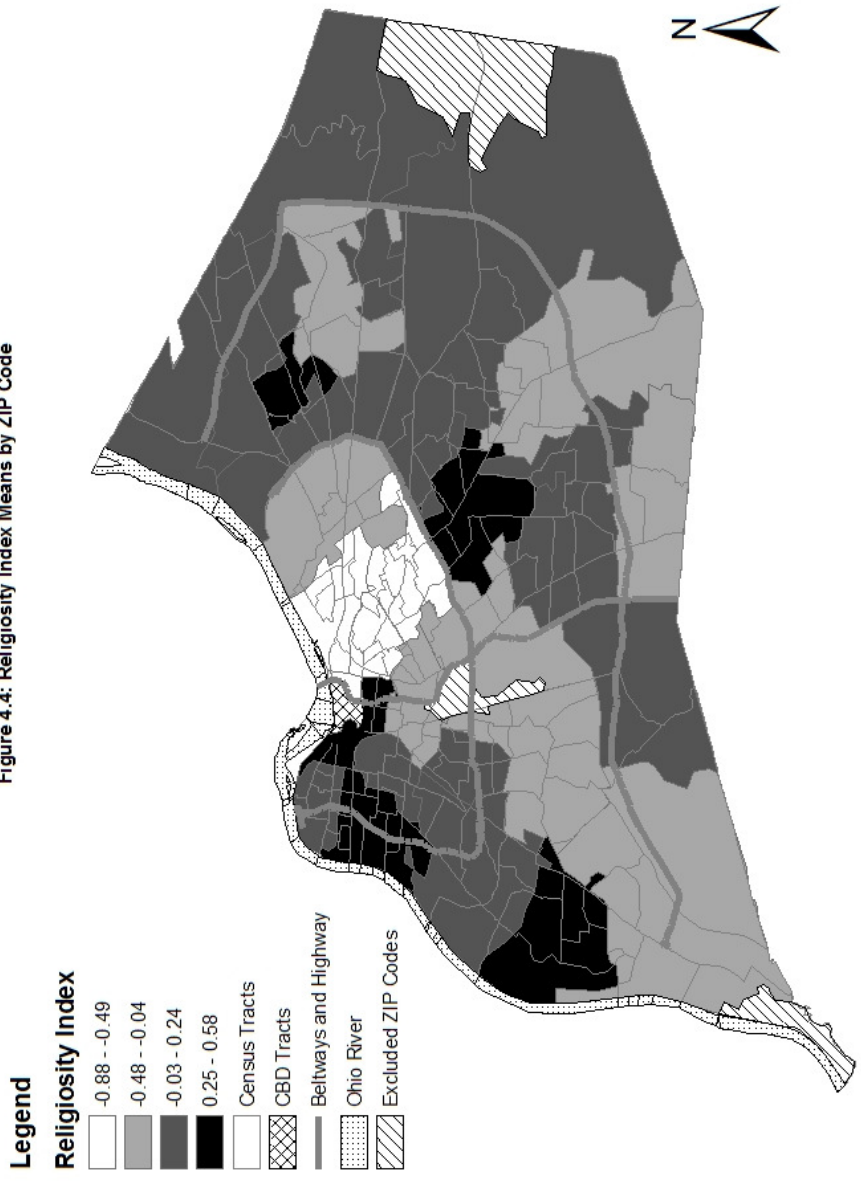 Figure 4.4: Religiosity Index Means by ZIP Code
Legend
Religiosity Index
-0.88 - -0.49
-0.48 - -0.04
-0.03 - 0.24
0.25 - 0.58
Census Tracts
CBD Tracts
Beltways and Highway
Ohio River
Excluded ZIP Codes
N